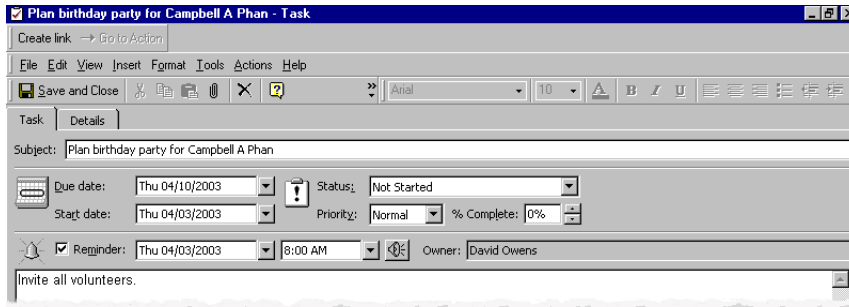 Plan birthday party for Campbell A Phan - Task
Create link Go to Action
File Edit View Insert Format Tools Actions Help
Save and Close Arial 10 A B I U
Task Details
Subject: Plan birthday party for Campbell A Phan
Due date: Thu 04/10/2003 Status: Not Started
Start date: Thu 04/03/2003 Priority: Normal % Complete: 0%
Reminder: Thu 04/03/2003 8:00 AM Owner: David Owens
Invite all volunteers.